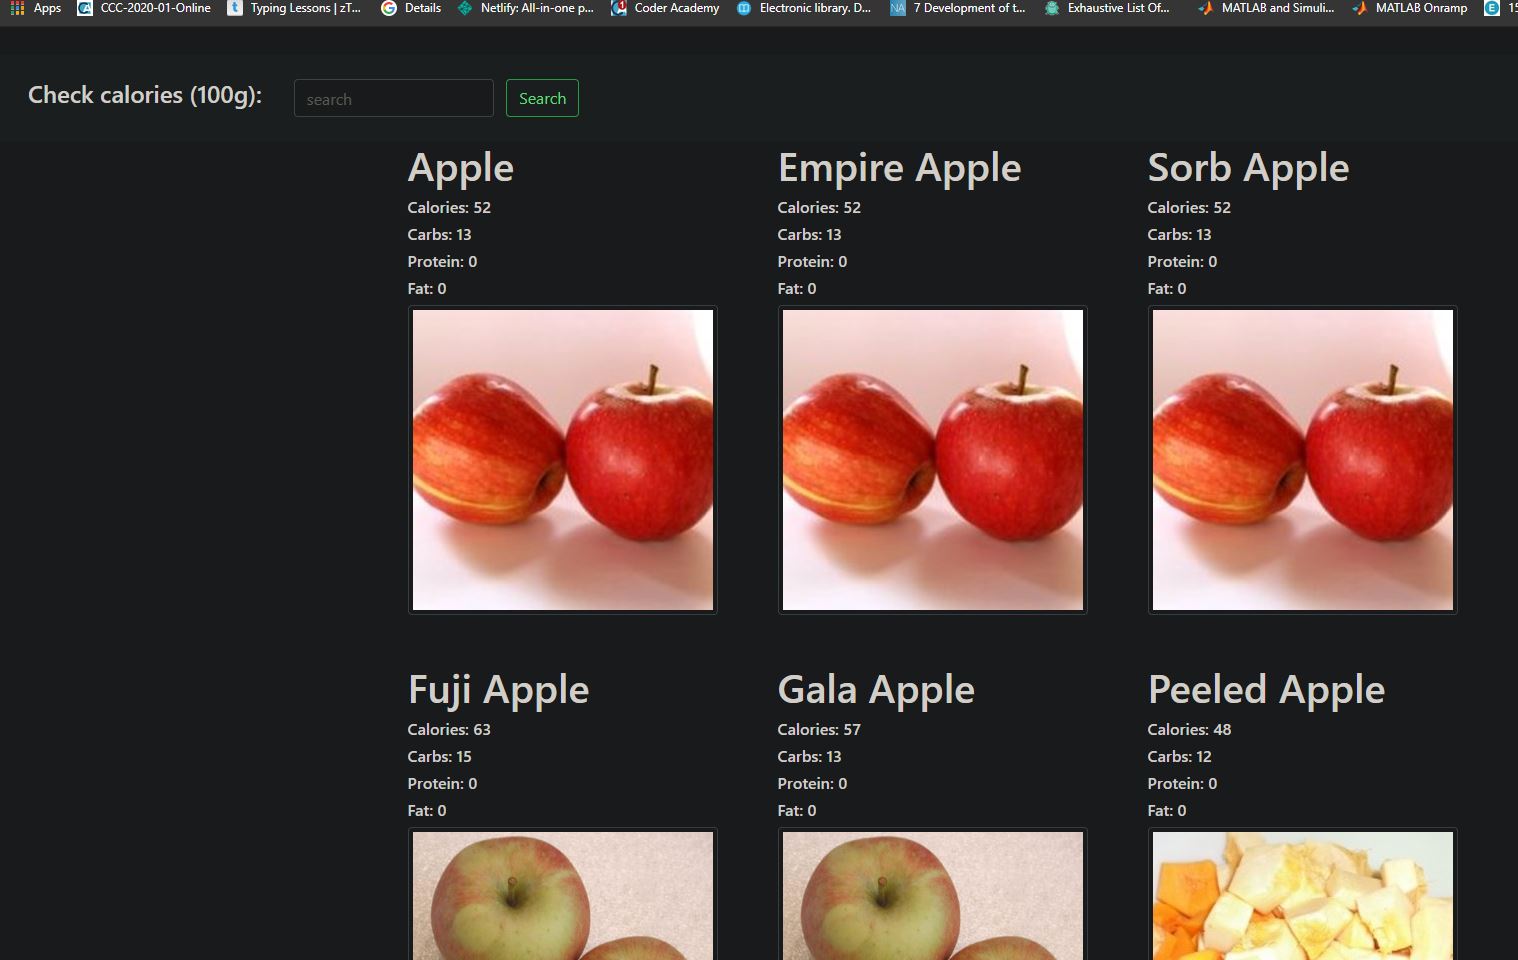 Apps CCC-2020-01-Online Typing Lessons | zT... Details Netlify: All-in-one p... Coder Academy Electronic library. D... 7 Development of t... Exhaustive List Of... MATLAB and Simuli... MATLAB Onramp
Check calories (100g): search Search
Apple
Calories: 52
Carbs: 13
Protein: 0
Fat: 0
Empire Apple
Calories: 52
Carbs: 13
Protein: 0
Fat: 0
Sorb Apple
Calories: 52
Carbs: 13
Protein: 0
Fat: 0
Fuji Apple
Calories: 63
Carbs: 15
Protein: 0
Fat: 0
Gala Apple
Calories: 57
Carbs: 13
Protein: 0
Fat: 0
Peeled Apple
Calories: 48
Carbs: 12
Protein: 0
Fat: 0